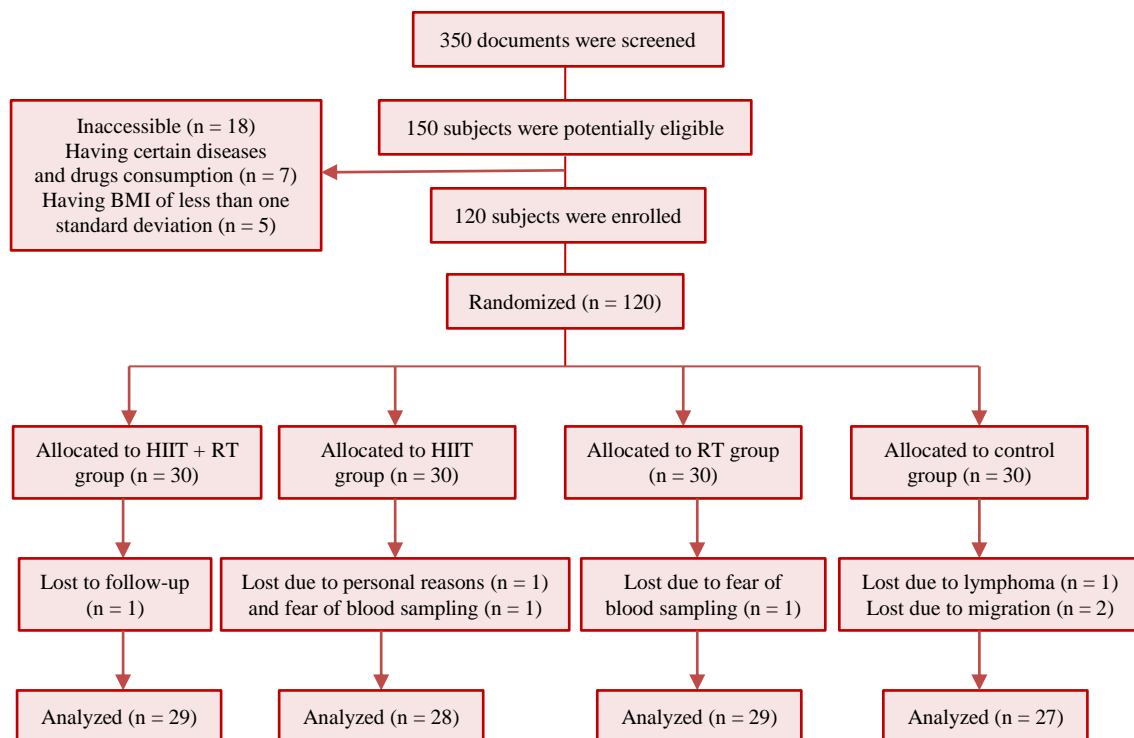 350 documents were screened
150 subjects were potentially eligible
Inaccessible (n = 18)
Having certain diseases
and drugs consumption (n = 7)
Having BMI of less than one
standard deviation (n = 5)
120 subjects were enrolled
Randomized (n = 120)
Allocated to HIIT + RT
group (n = 30)
Allocated to HIIT
group (n = 30)
Allocated to RT group
(n = 30)
Allocated to control
group (n = 30)
Lost to follow-up
(n = 1)
Lost due to personal reasons (n = 1)
and fear of blood sampling (n = 1)
Lost due to fear of
blood sampling (n = 1)
Lost due to lymphoma (n = 1)
Lost due to migration (n = 2)
Analyzed (n = 29)
Analyzed (n = 28)
Analyzed (n = 29)
Analyzed (n = 27)